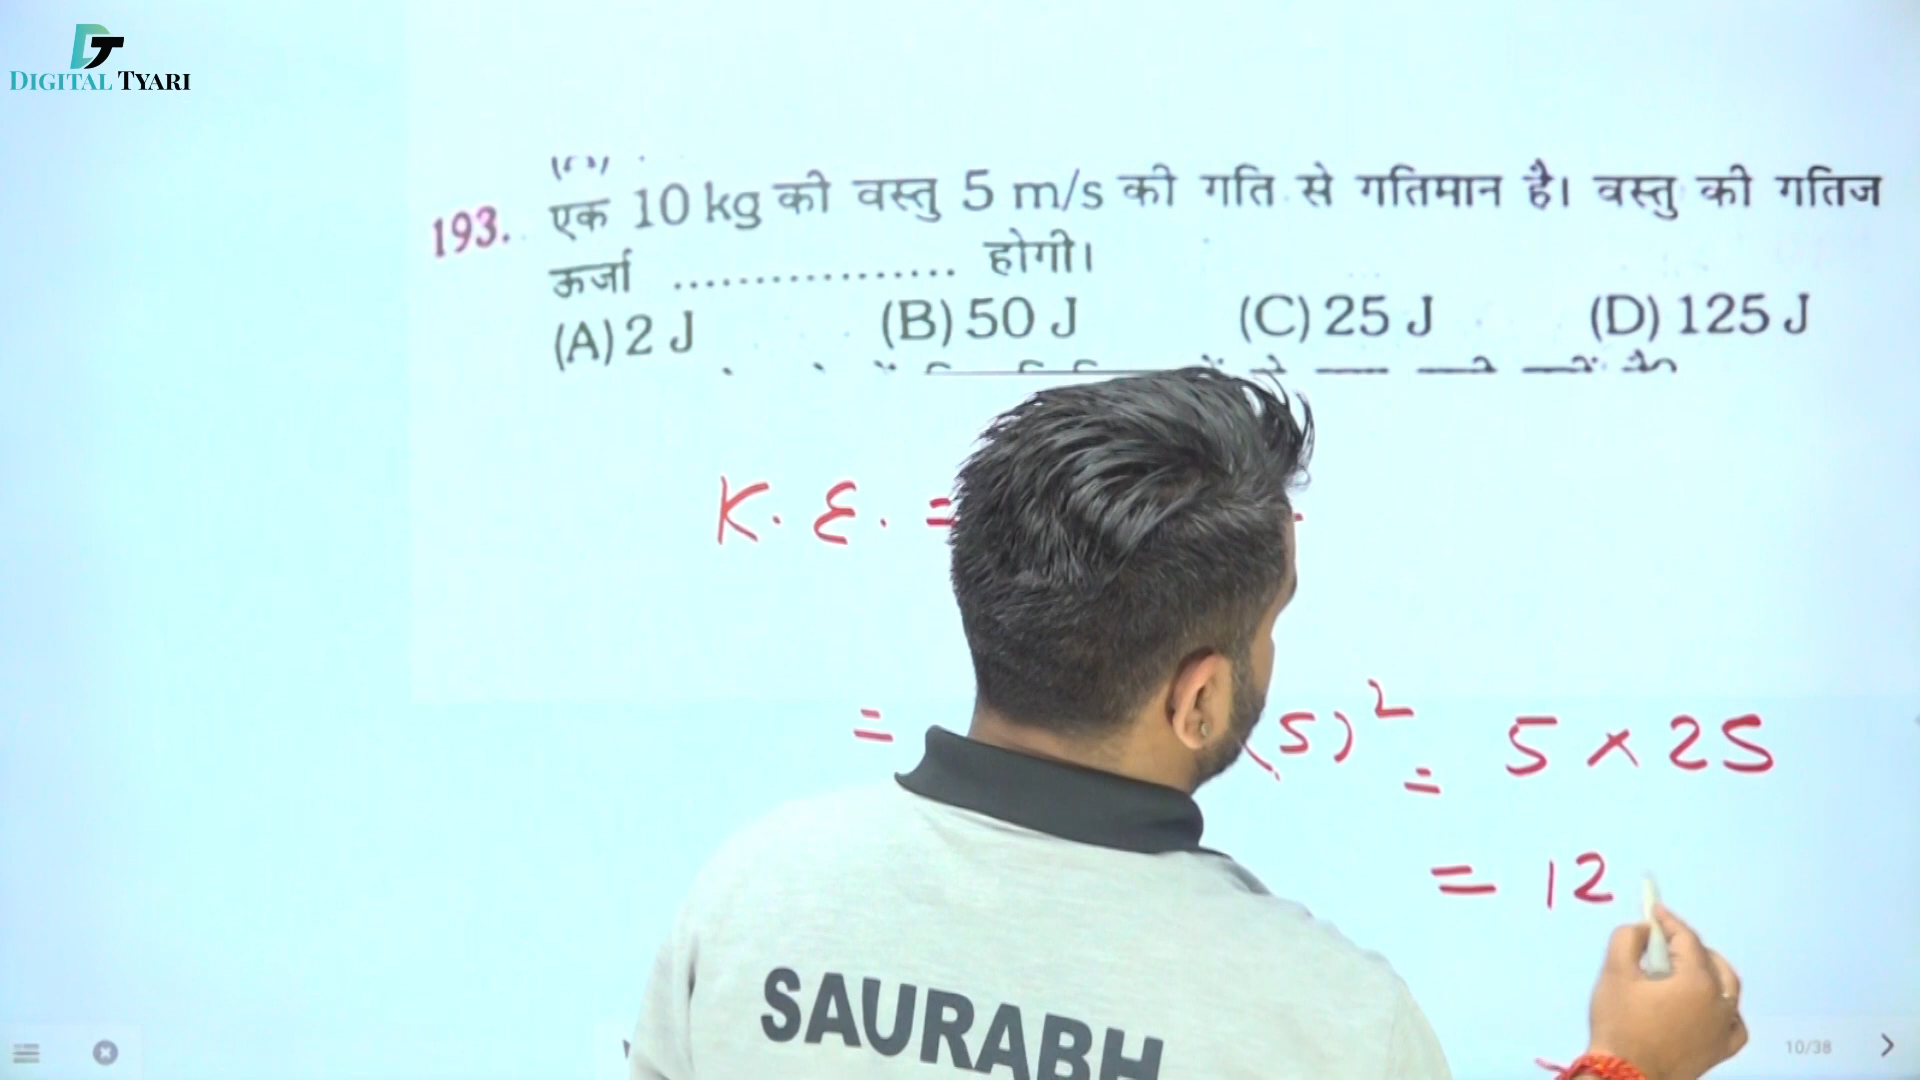 DT
DIGITAL TYARI
193. एक 10 kg की वस्तु 5 m/s की गति से गतिमान है। वस्तु की गतिज
ऊर्जा ................. होगी।
(A) 2 J (B) 50 J (C) 25 J (D) 125 J
K. E. =
= (5)² = 5 × 25
= 12
SAURABH
10/38